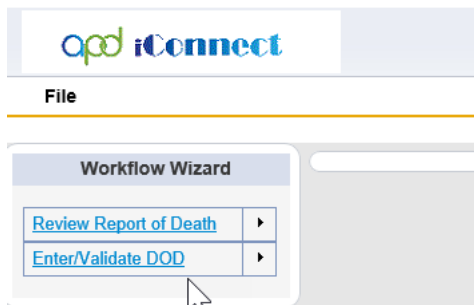 apd iConnect
File
Workflow Wizard
Review Report of Death
Enter/Validate DOD